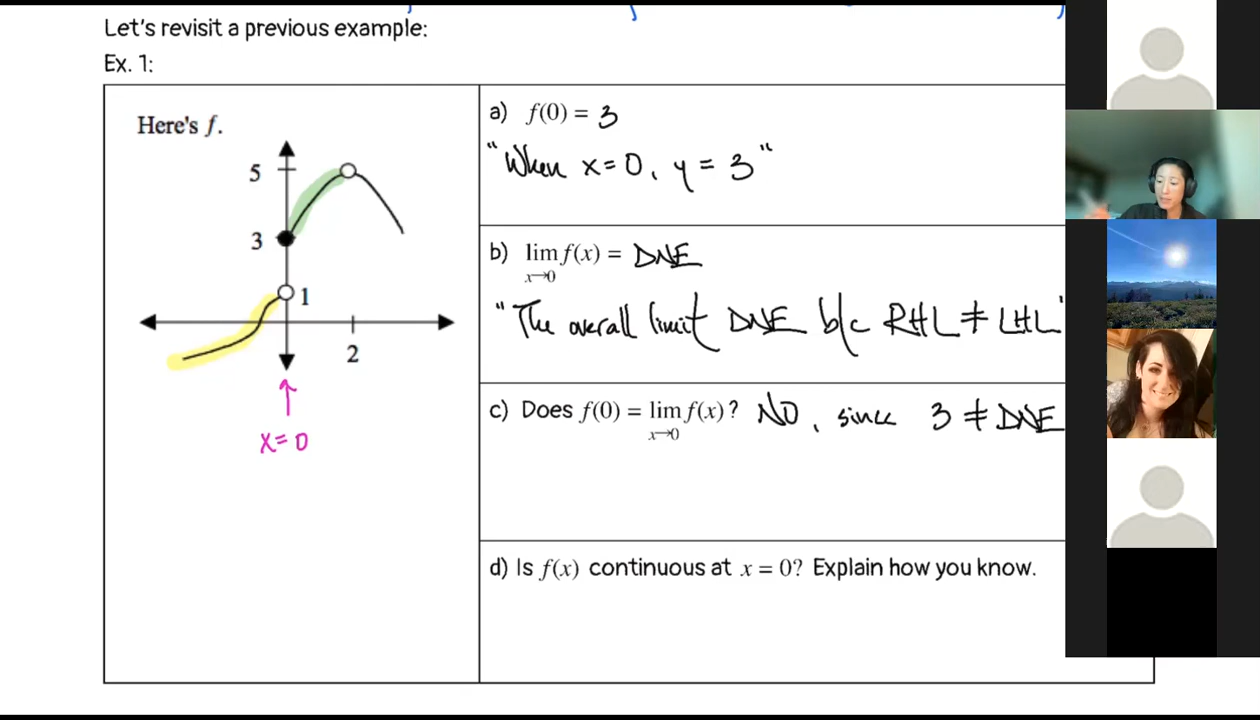 Let's revisit a previous example:
Ex. 1:
Here's f.
5
3
1
2
x=0
a) f(0) = 3
"When x=0, y = 3"
b) lim f(x) = DNE
x→0
"The overall limit DNE b/c RHL ≠ LHL"
c) Does f(0) = lim f(x)? NO, since 3 ≠ DNE
x→0
d) Is f(x) continuous at x = 0? Explain how you know.